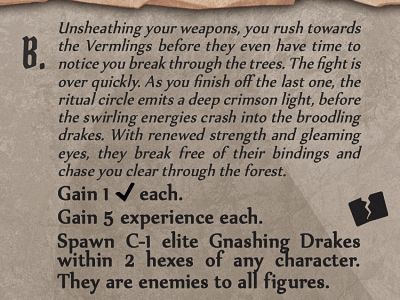 B.
Unsheathing your weapons, you rush towards
the Vermlings before they even have time to
notice you break through the trees. The fight is
over quickly. As you finish off the last one, the
ritual circle emits a deep crimson light, before
the swirling energies crash into the broodling
drakes. With renewed strength and gleaming
eyes, they break free of their bindings and
chase you clear through the forest.
Gain 1 ✔ each.
Gain 5 experience each.
Spawn C-1 elite Gnashing Drakes
within 2 hexes of any character.
They are enemies to all figures.